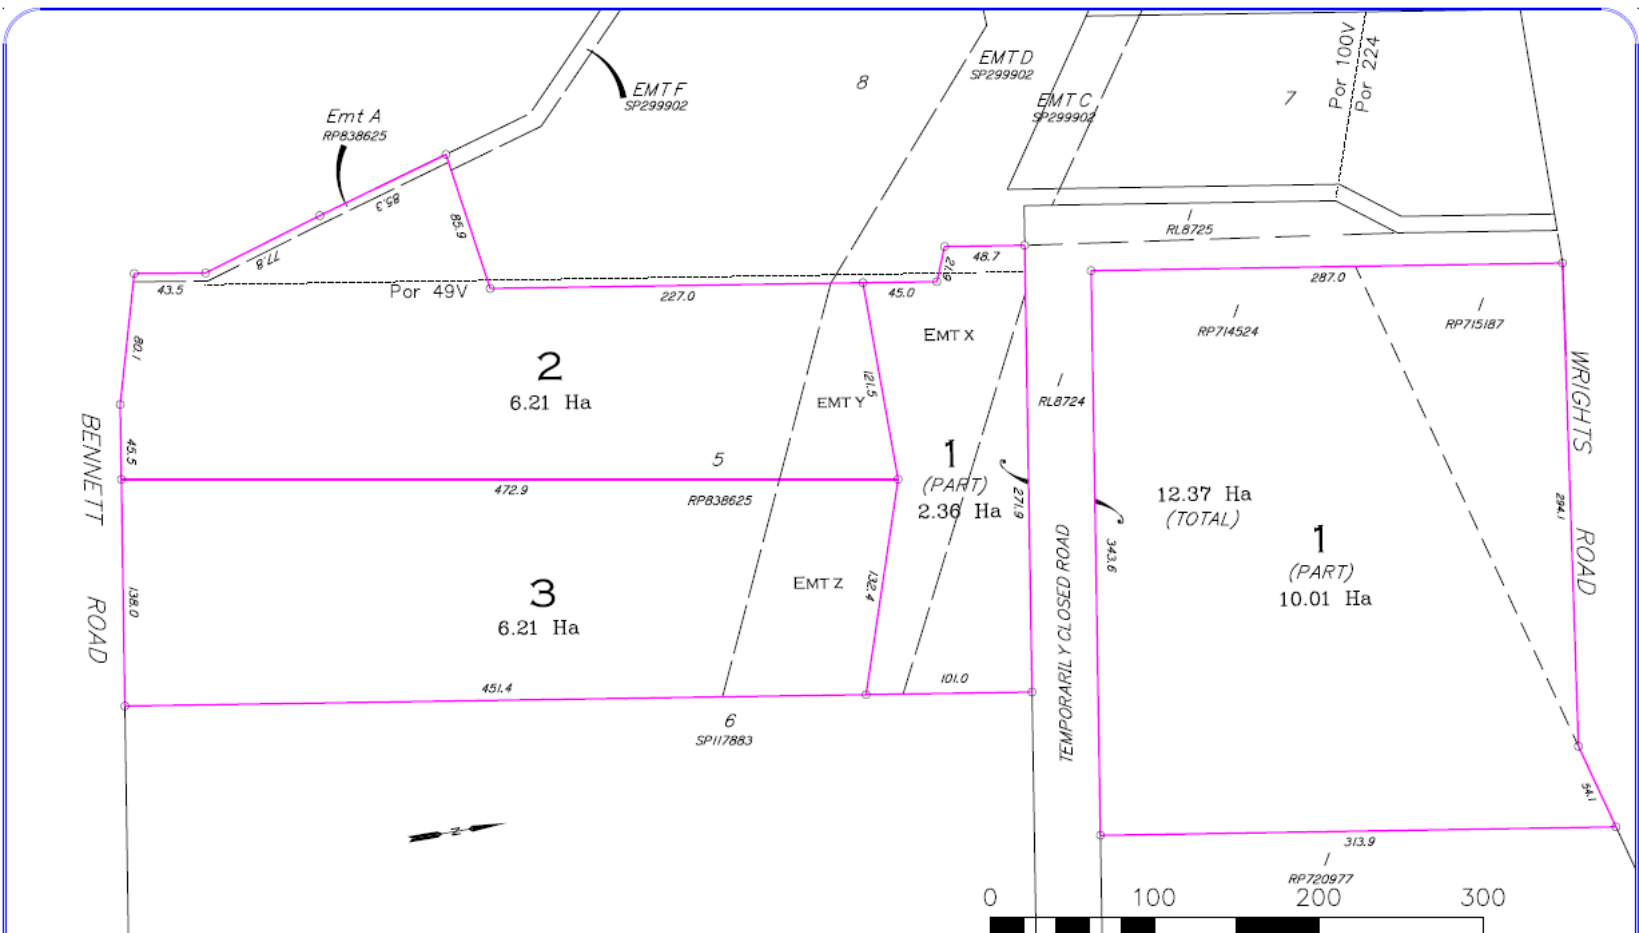 EMT D
SP299902
EMT F
SP299902
8
EMT C
SP299902
7
Por 100V
Por 224
Emt A
RP838625
85.3
85.9
77.8
RL8725
43.5
Por 49V
227.0
45.0
21.9
48.7
287.0
80.1
RP714524
RP715187
EMT X
2
6.21 Ha
121.5
EMT Y
RL8724
WRIGHTS ROAD
BENNETT ROAD
45.5
5
472.9
RP838625
1
(PART)
2.36 Ha
271.9
12.37 Ha
(TOTAL)
294.1
1
(PART)
10.01 Ha
343.6
TEMPORARILY CLOSED ROAD
138.0
3
6.21 Ha
EMT Z
132.4
451.4
101.0
6
SP117883
54.1
N
313.9
RP720977
0 100 200 300